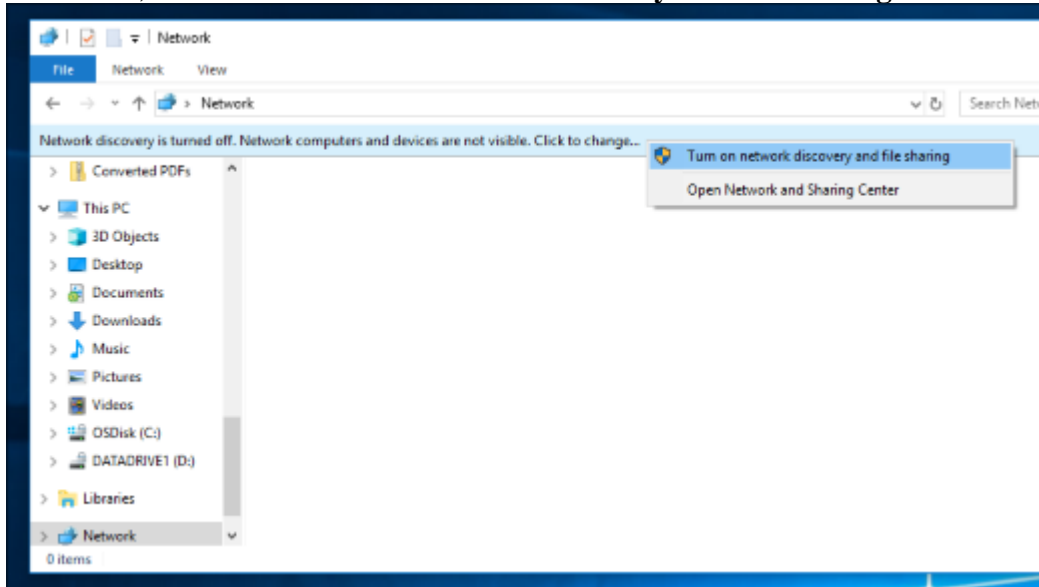 Network
File Network View
Network Search Net
Network discovery is turned off. Network computers and devices are not visible. Click to change...
Turn on network discovery and file sharing
Open Network and Sharing Center
Converted PDFs
This PC
3D Objects
Desktop
Documents
Downloads
Music
Pictures
Videos
OSDisk (C:)
DATADRIVE1 (D:)
Libraries
Network
0 items